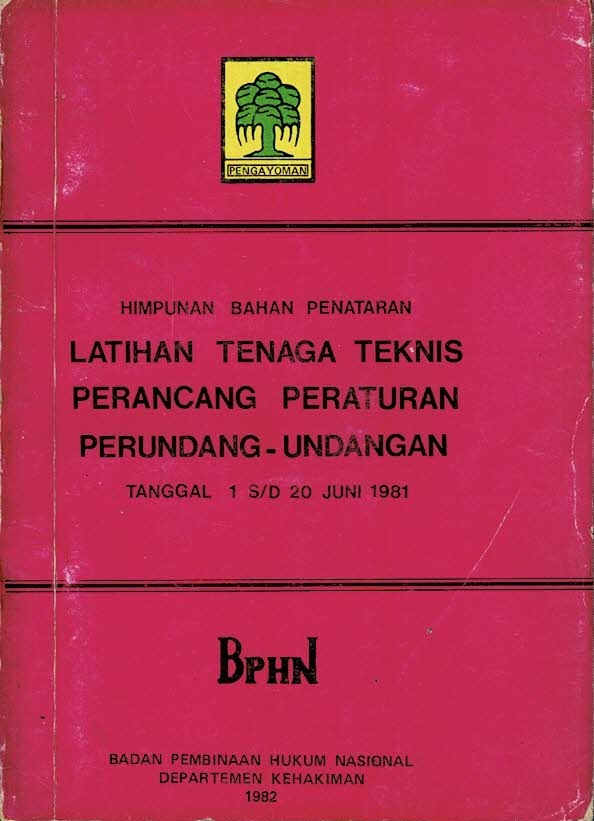 PENGAYOMAN
HIMPUNAN BAHAN PENATARAN
LATIHAN TENAGA TEKNIS
PERANCANG PERATURAN
PERUNDANG-UNDANGAN
TANGGAL 1 S/D 20 JUNI 1981
BPHN
BADAN PEMBINAAN HUKUM NASIONAL
DEPARTEMEN KEHAKIMAN
1982